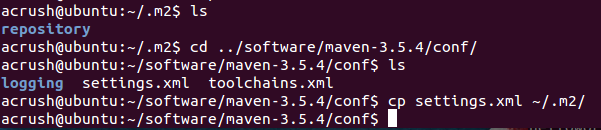 acrush@ubuntu:~/.m2$ ls
repository
acrush@ubuntu:~/.m2$ cd ../software/maven-3.5.4/conf/
acrush@ubuntu:~/software/maven-3.5.4/conf$ ls
logging  settings.xml  toolchains.xml
acrush@ubuntu:~/software/maven-3.5.4/conf$ cp settings.xml ~/.m2/
acrush@ubuntu:~/software/maven-3.5.4/conf$